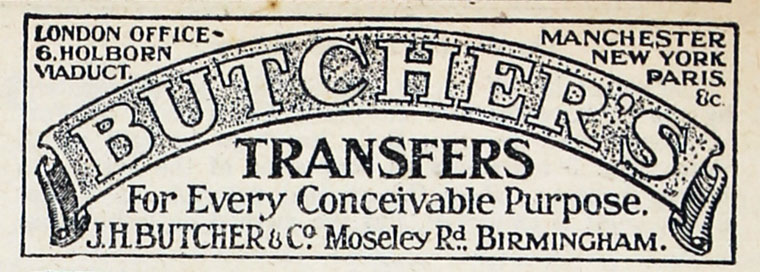 LONDON OFFICE-
6, HOLBORN
VIADUCT.
MANCHESTER
NEW YORK
PARIS,
&c.
BUTCHER'S
TRANSFERS
For Every Conceivable Purpose.
J.H. BUTCHER & Co. Moseley Rd. BIRMINGHAM.